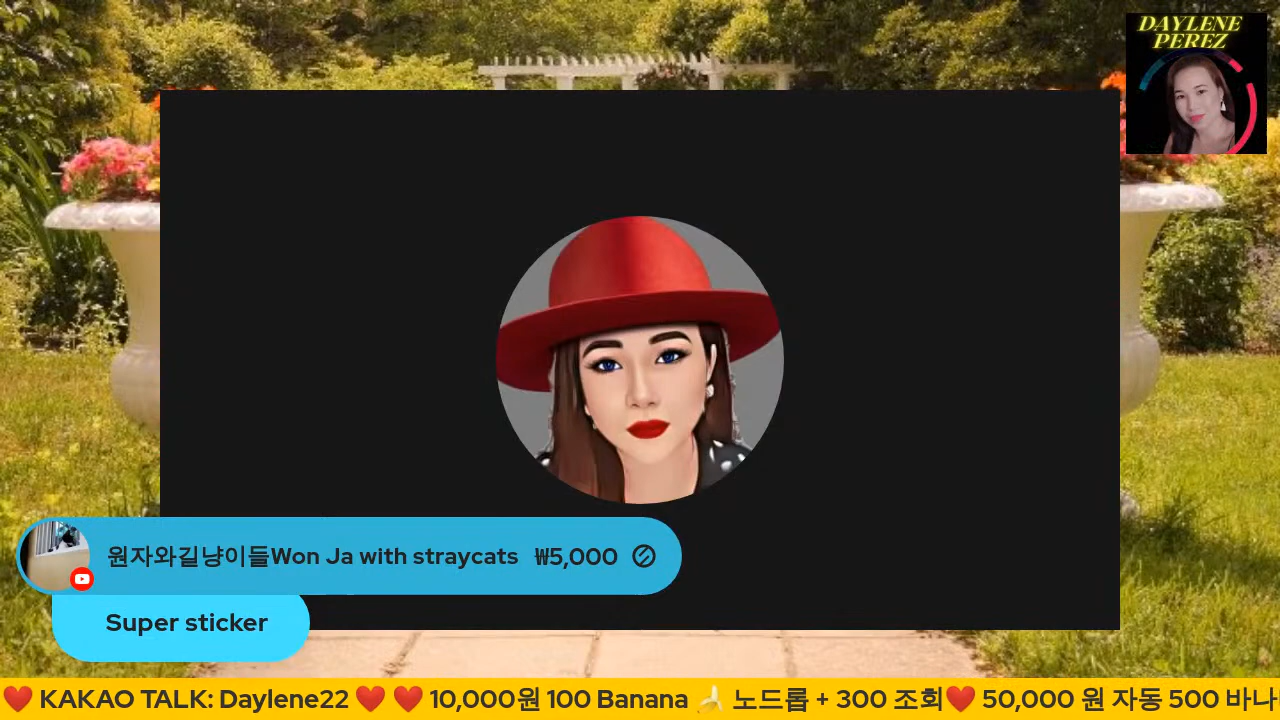 DAYLENE
PEREZ
원자와길냥이들Won Ja with straycats ₩5,000
Super sticker
❤️ KAKAO TALK: Daylene22 ❤️ ❤️ 10,000원 100 Banana 🍌 노드롭 + 300 조회❤️ 50,000 원 자동 500 바나